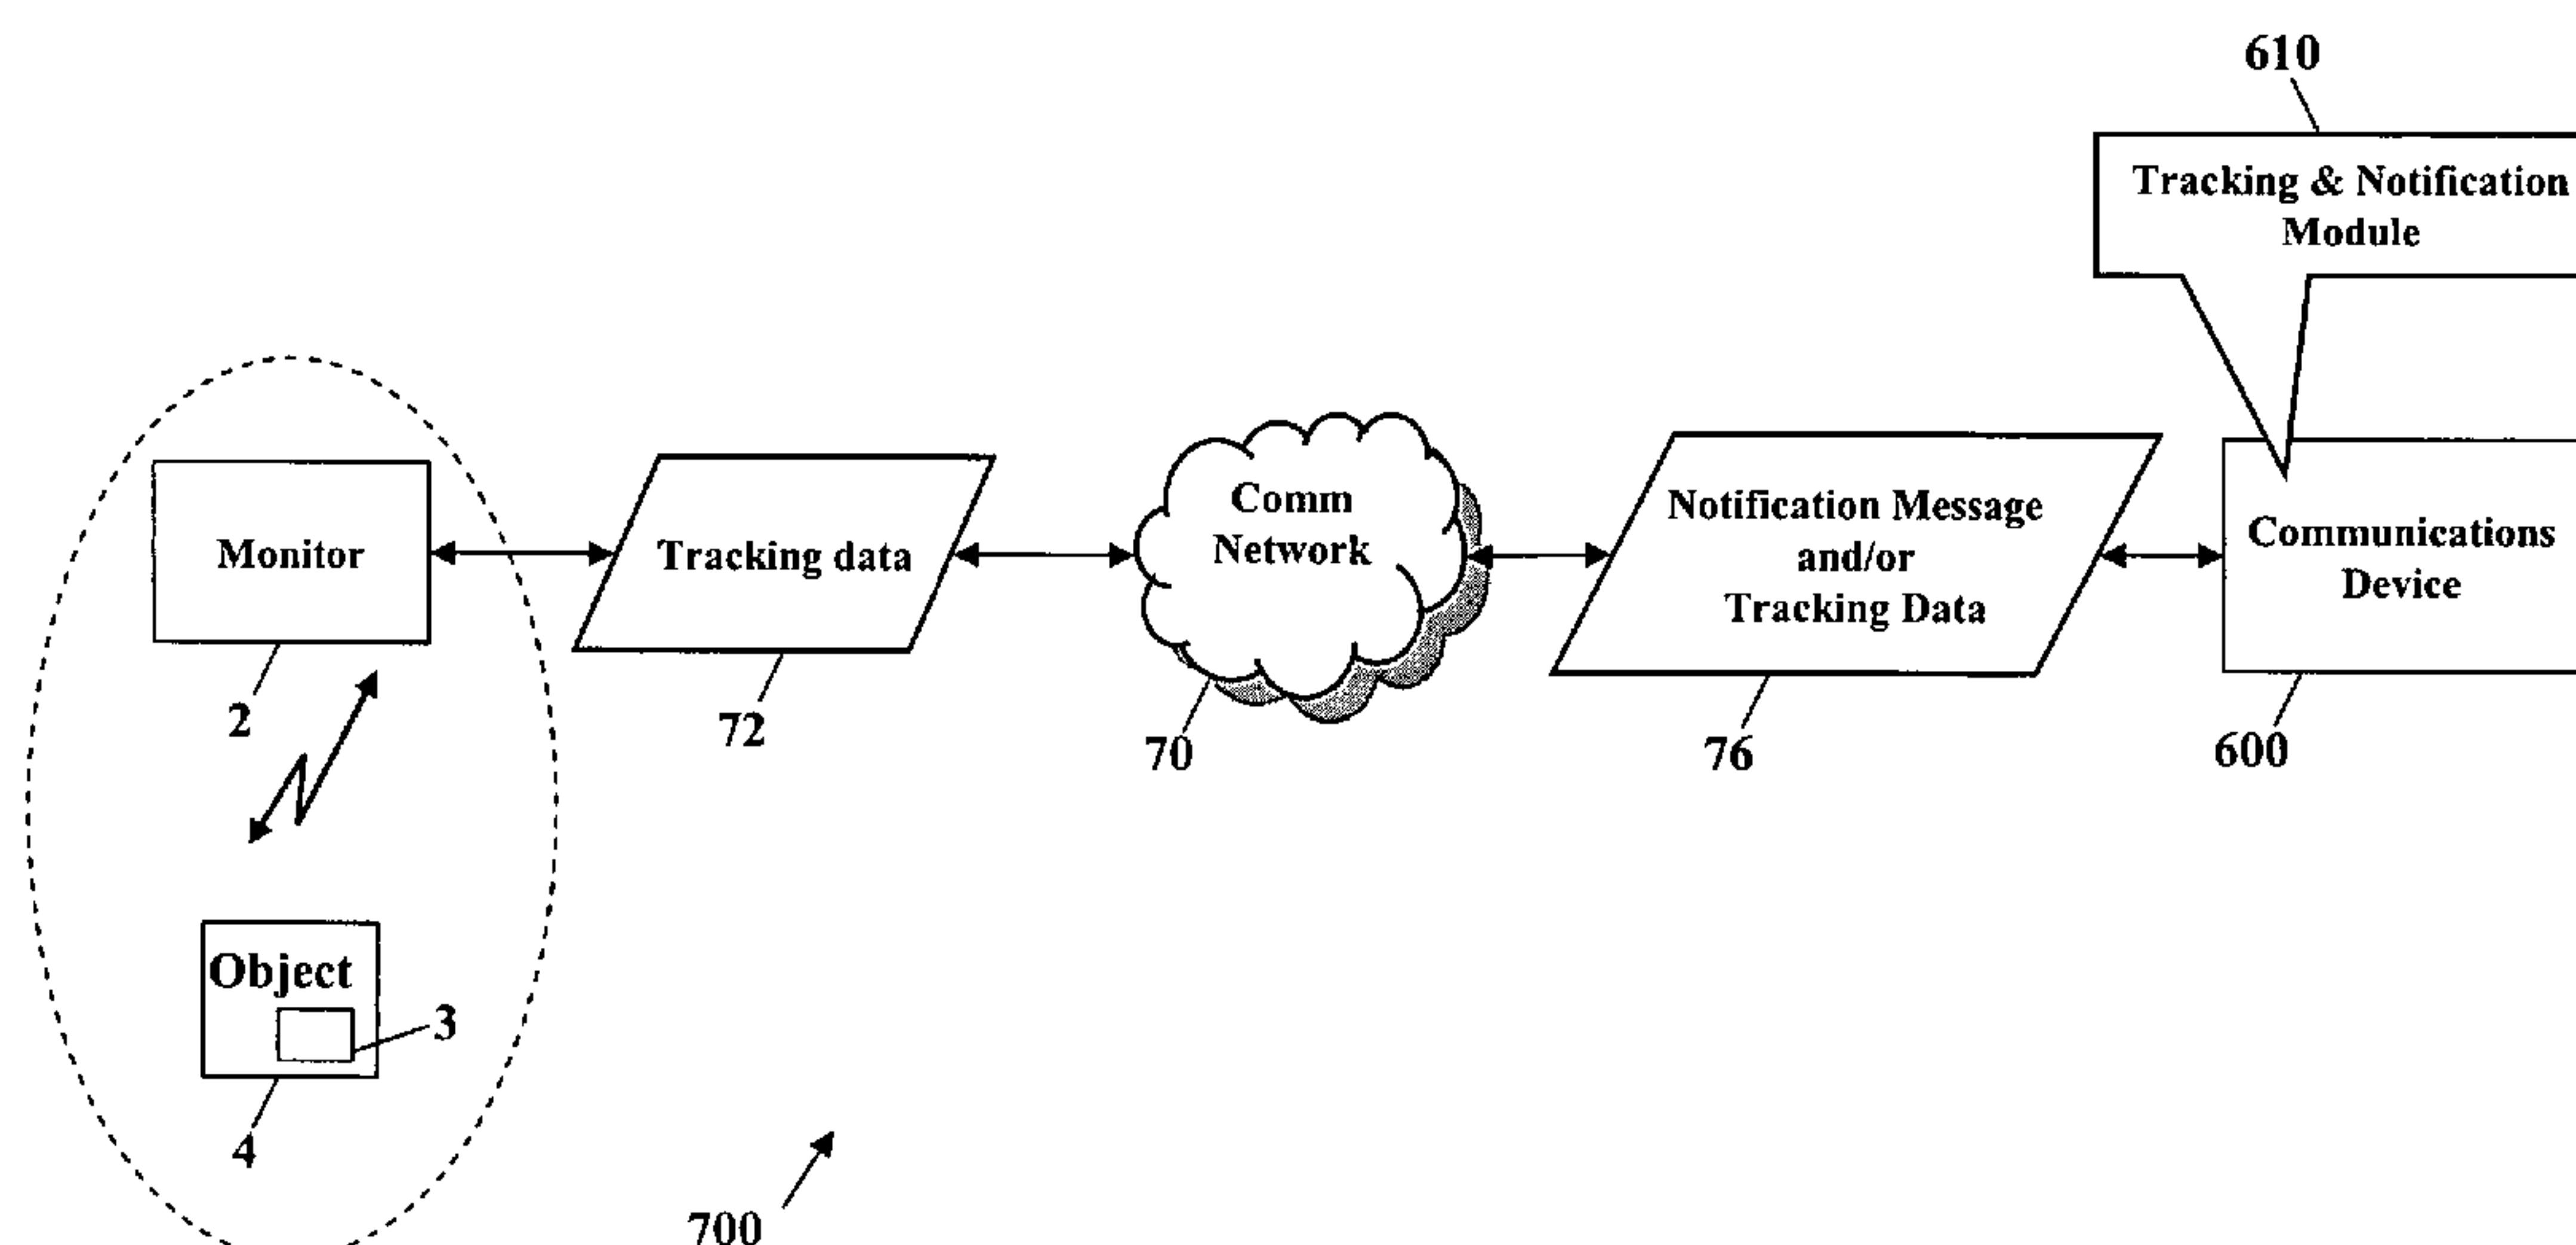 610
Tracking & Notification
Module
Monitor
Tracking data
Comm
Network
Notification Message
and/or
Tracking Data
Communications
Device
2
72
70
76
600
Object
3
4
700